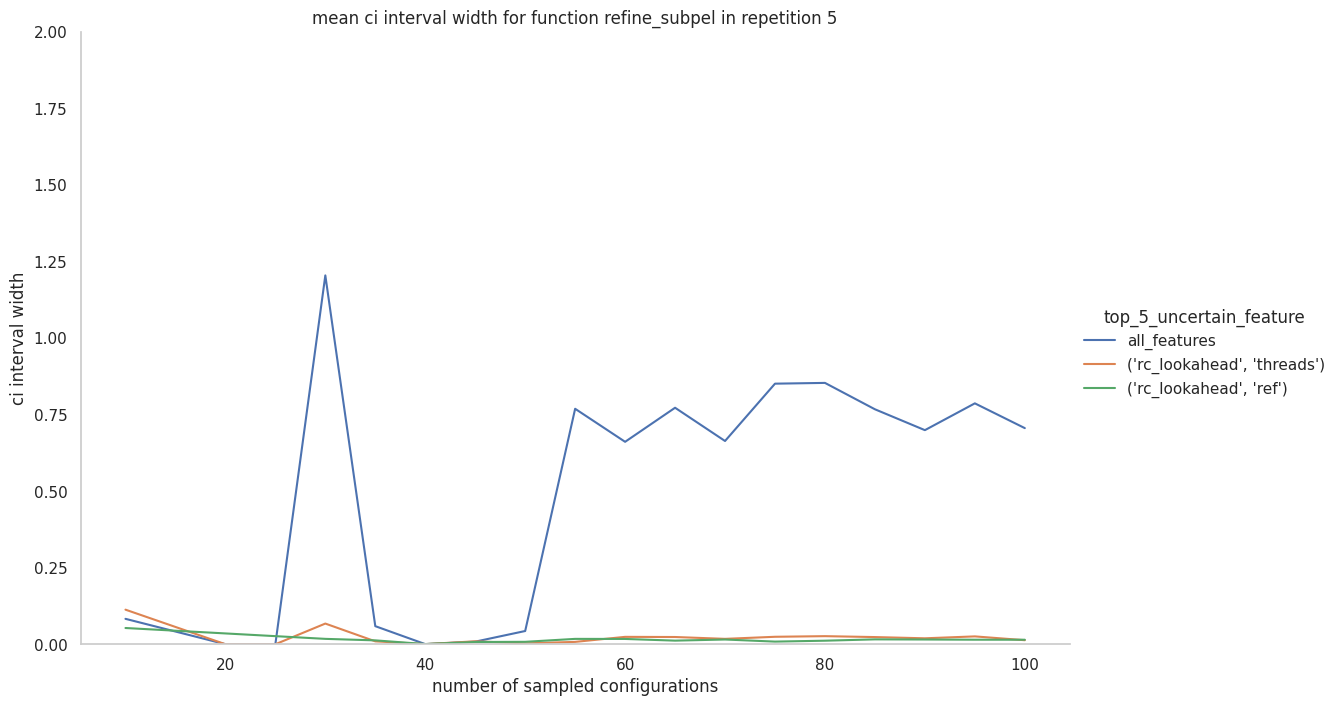 mean ci interval width for function refine_subpel in repetition 5
2.00
1.75
1.50
1.25
1.00
0.75
0.50
0.25
0.00
ci interval width
20
40
60
80
100
number of sampled configurations
top_5_uncertain_feature
all_features
('rc_lookahead', 'threads')
('rc_lookahead', 'ref')